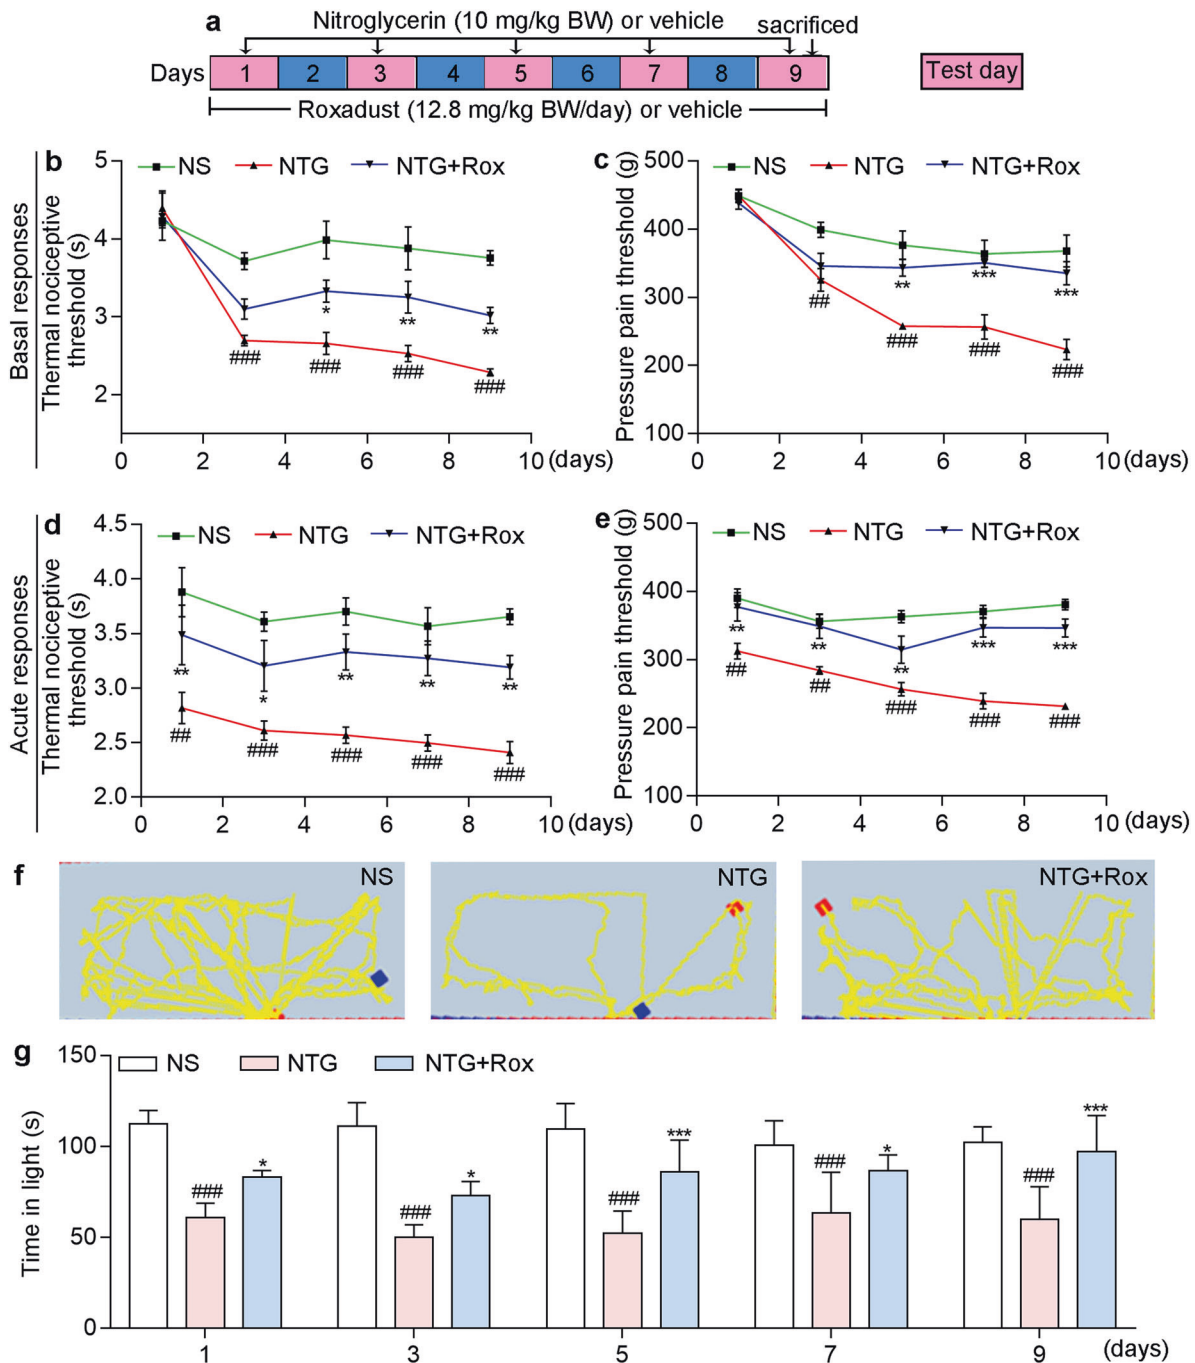 a
Nitroglycerin (10 mg/kg BW) or vehicle
sacrificed
Days 1 2 3 4 5 6 7 8 9
Test day
Roxadust (12.8 mg/kg BW/day) or vehicle
Basal responses
b
Thermal nociceptive
threshold (s)
NS NTG NTG+Rox
5
4
3
2
* ** **
### ### ### ###
0 2 4 6 8 10 (days)
c
Pressure pain threshold (g)
NS NTG NTG+Rox
500
400
300
200
100
** *** ***
## ### ### ###
0 2 4 6 8 10 (days)
Acute responses
d
Thermal nociceptive
threshold (s)
NS NTG NTG+Rox
4.5
4.0
3.5
3.0
2.5
2.0
** * ** ** **
## ### ### ### ###
0 2 4 6 8 10 (days)
e
Pressure pain threshold (g)
NS NTG NTG+Rox
500
400
300
200
100
** ** ** *** ***
## ## ### ### ###
0 2 4 6 8 10 (days)
f
NS
NTG
NTG+Rox
g
Time in light (s)
NS NTG NTG+Rox
150
100
50
0
### * ### * ### *** ### * ### ***
1 3 5 7 9 (days)